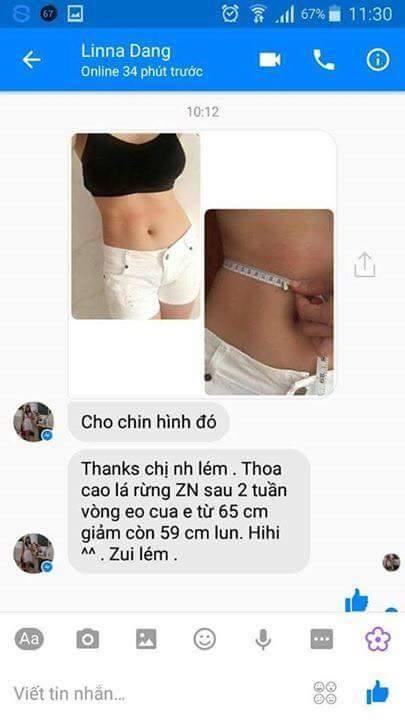 67 67% 11:30
Linna Dang
Online 34 phút trước
10:12
Cho chin hình đó
Thanks chị nh lém . Thoa
cao lá rừng ZN sau 2 tuần
vòng eo cua e từ 65 cm
giảm còn 59 cm lun. Hihi
^^ . Zui lém .
Aa
Viết tin nhắn...